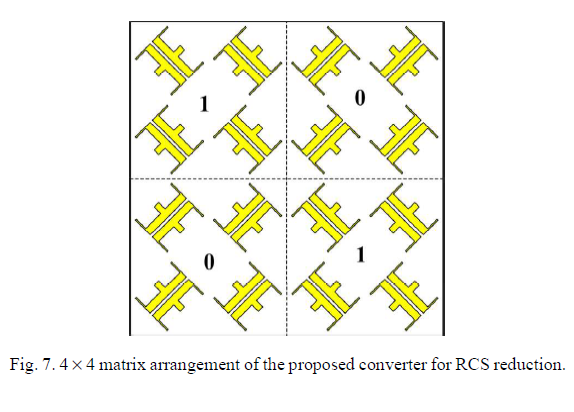 1
0
0
1
Fig. 7. 4 × 4 matrix arrangement of the proposed converter for RCS reduction.